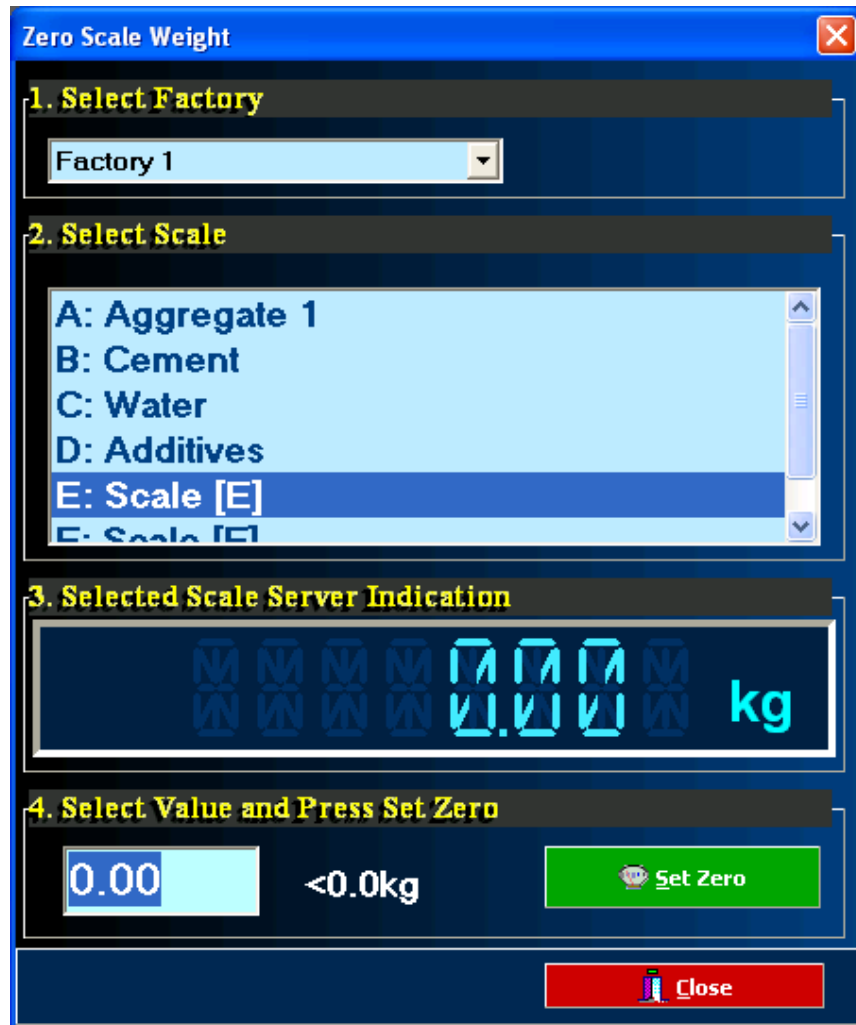 Zero Scale Weight
1. Select Factory
Factory 1
2. Select Scale
A: Aggregate 1
B: Cement
C: Water
D: Additives
E: Scale [E]
3. Selected Scale Server Indication
0.00 kg
4. Select Value and Press Set Zero
0.00 <0.0kg Set Zero
Close